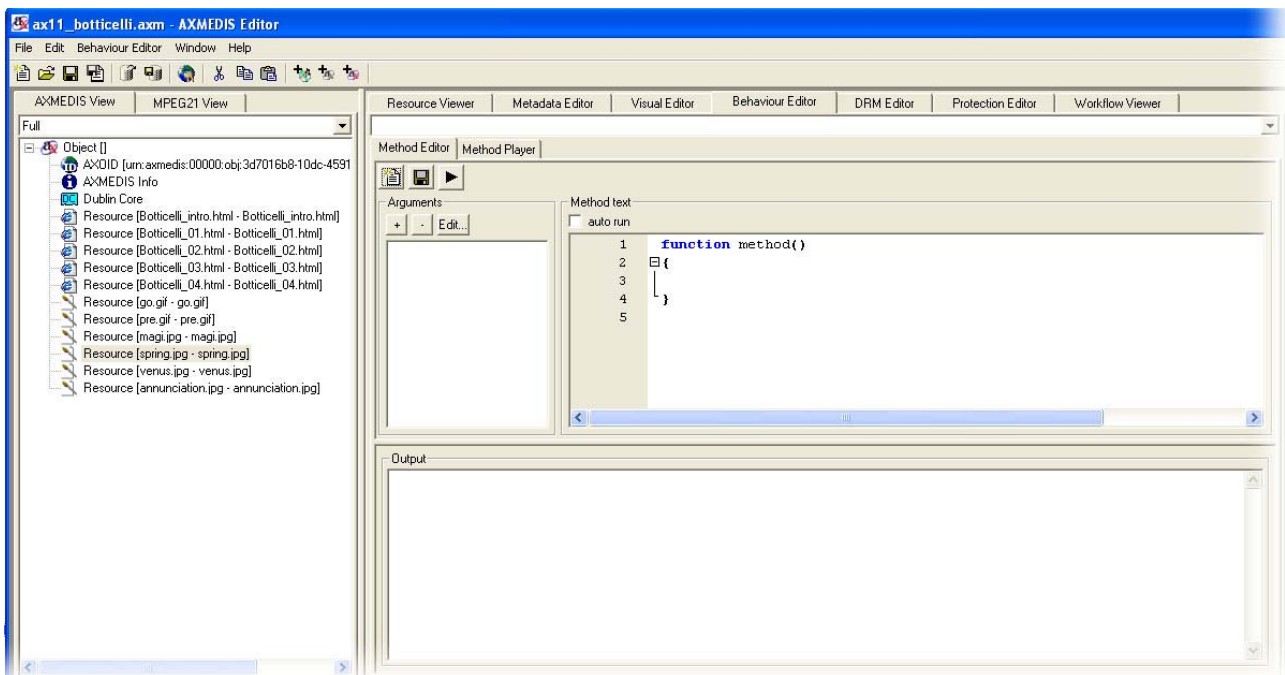 ax11_botticelli.axm - AXMEDIS Editor
File Edit Behaviour Editor Window Help
AXMEDIS View MPEG21 View
Full
Object []
AXOID [urn:axmedis:00000:obj:3d7016b8-10dc-4591
AXMEDIS Info
Dublin Core
Resource [Botticelli_intro.html - Botticelli_intro.html]
Resource [Botticelli_01.html - Botticelli_01.html]
Resource [Botticelli_02.html - Botticelli_02.html]
Resource [Botticelli_03.html - Botticelli_03.html]
Resource [Botticelli_04.html - Botticelli_04.html]
Resource [go.gif - go.gif]
Resource [pre.gif - pre.gif]
Resource [magi.jpg - magi.jpg]
Resource [spring.jpg - spring.jpg]
Resource [venus.jpg - venus.jpg]
Resource [annunciation.jpg - annunciation.jpg]
Resource Viewer Metadata Editor Visual Editor Behaviour Editor DRM Editor Protection Editor Workflow Viewer
Method Editor Method Player
Arguments
+ - Edit...
Method text
auto run
1 function method()
2 {
3
4 }
5
Output